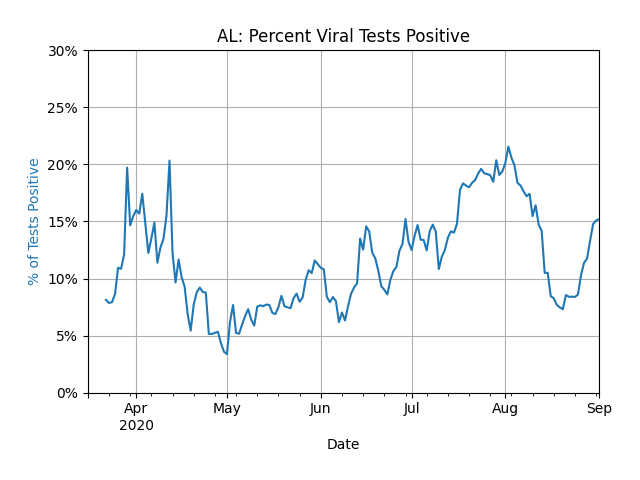 AL: Percent Viral Tests Positive
30%
25%
20%
15%
10%
5%
0%
% of Tests Positive
Apr May Jun Jul Aug Sep
2020
Date